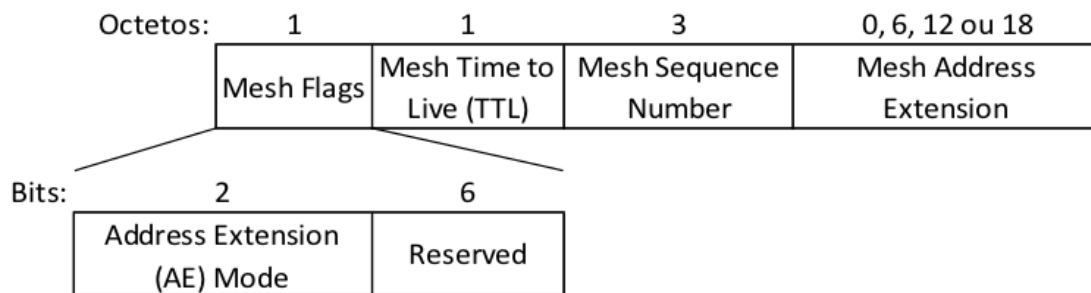 Octetos: 1 1 3 0, 6, 12 ou 18
Mesh Flags
Mesh Time to
Live (TTL)
Mesh Sequence
Number
Mesh Address
Extension
Bits: 2 6
Address Extension
(AE) Mode
Reserved